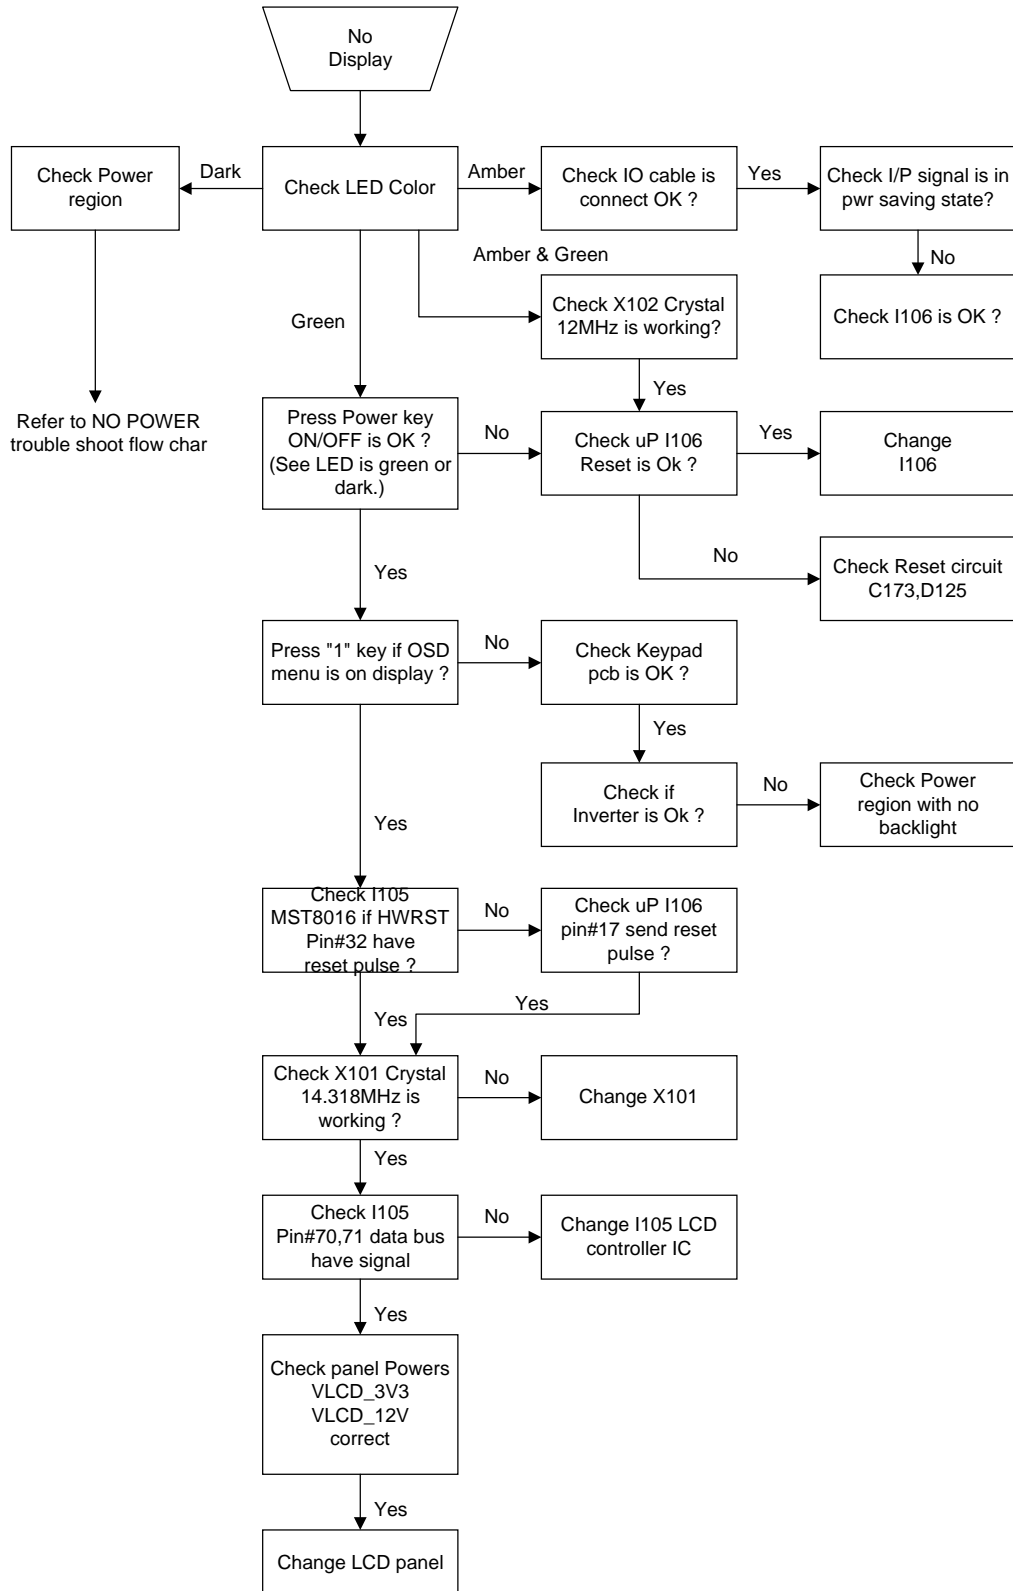 No
Display
Check Power
region
Dark
Check LED Color
Amber
Check IO cable is
connect OK ?
Yes
Check I/P signal is in
pwr saving state?
Amber & Green
No
Green
Check X102 Crystal
12MHz is working?
Check I106 is OK ?
Yes
Refer to NO POWER
trouble shoot flow char
Press Power key
ON/OFF is OK ?
(See LED is green or
dark.)
No
Check uP I106
Reset is Ok ?
Yes
Change
I106
No
Check Reset circuit
C173,D125
Yes
Press "1" key if OSD
menu is on display ?
No
Check Keypad
pcb is OK ?
Yes
Check if
Inverter is Ok ?
No
Check Power
region with no
backlight
Yes
Check I105
MST8016 if HWRST
Pin#32 have
reset pulse ?
No
Check uP I106
pin#17 send reset
pulse ?
Yes
Yes
Check X101 Crystal
14.318MHz is
working ?
No
Change X101
Yes
Check I105
Pin#70,71 data bus
have signal
No
Change I105 LCD
controller IC
Yes
Check panel Powers
VLCD_3V3
VLCD_12V
correct
Yes
Change LCD panel